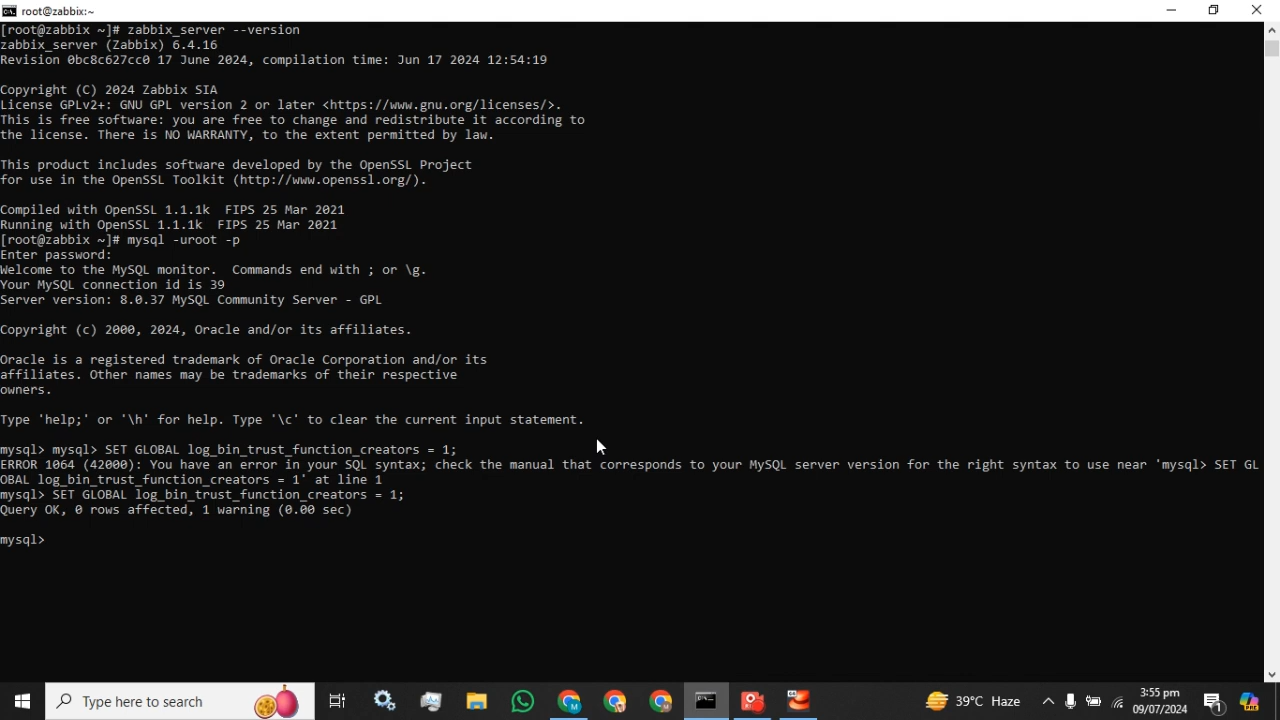 root@zabbix:~
[root@zabbix ~]# zabbix_server --version
zabbix_server (Zabbix) 6.4.16
Revision 0bc8c627cc0 17 June 2024, compilation time: Jun 17 2024 12:54:19
Copyright (C) 2024 Zabbix SIA
License GPLv2+: GNU GPL version 2 or later <https://www.gnu.org/licenses/>.
This is free software: you are free to change and redistribute it according to
the license. There is NO WARRANTY, to the extent permitted by law.
This product includes software developed by the OpenSSL Project
for use in the OpenSSL Toolkit (http://www.openssl.org/).
Compiled with OpenSSL 1.1.1k  FIPS 25 Mar 2021
Running with OpenSSL 1.1.1k  FIPS 25 Mar 2021
[root@zabbix ~]# mysql -uroot -p
Enter password:
Welcome to the MySQL monitor.  Commands end with ; or \g.
Your MySQL connection id is 39
Server version: 8.0.37 MySQL Community Server - GPL
Copyright (c) 2000, 2024, Oracle and/or its affiliates.
Oracle is a registered trademark of Oracle Corporation and/or its
affiliates. Other names may be trademarks of their respective
owners.
Type 'help;' or '\h' for help. Type '\c' to clear the current input statement.
mysql> mysql> SET GLOBAL log_bin_trust_function_creators = 1;
ERROR 1064 (42000): You have an error in your SQL syntax; check the manual that corresponds to your MySQL server version for the right syntax to use near 'mysql> SET GL
OBAL log_bin_trust_function_creators = 1' at line 1
mysql> SET GLOBAL log_bin_trust_function_creators = 1;
Query OK, 0 rows affected, 1 warning (0.00 sec)
mysql>
Type here to search
39°C Haze
3:55 pm
09/07/2024
1
PRE